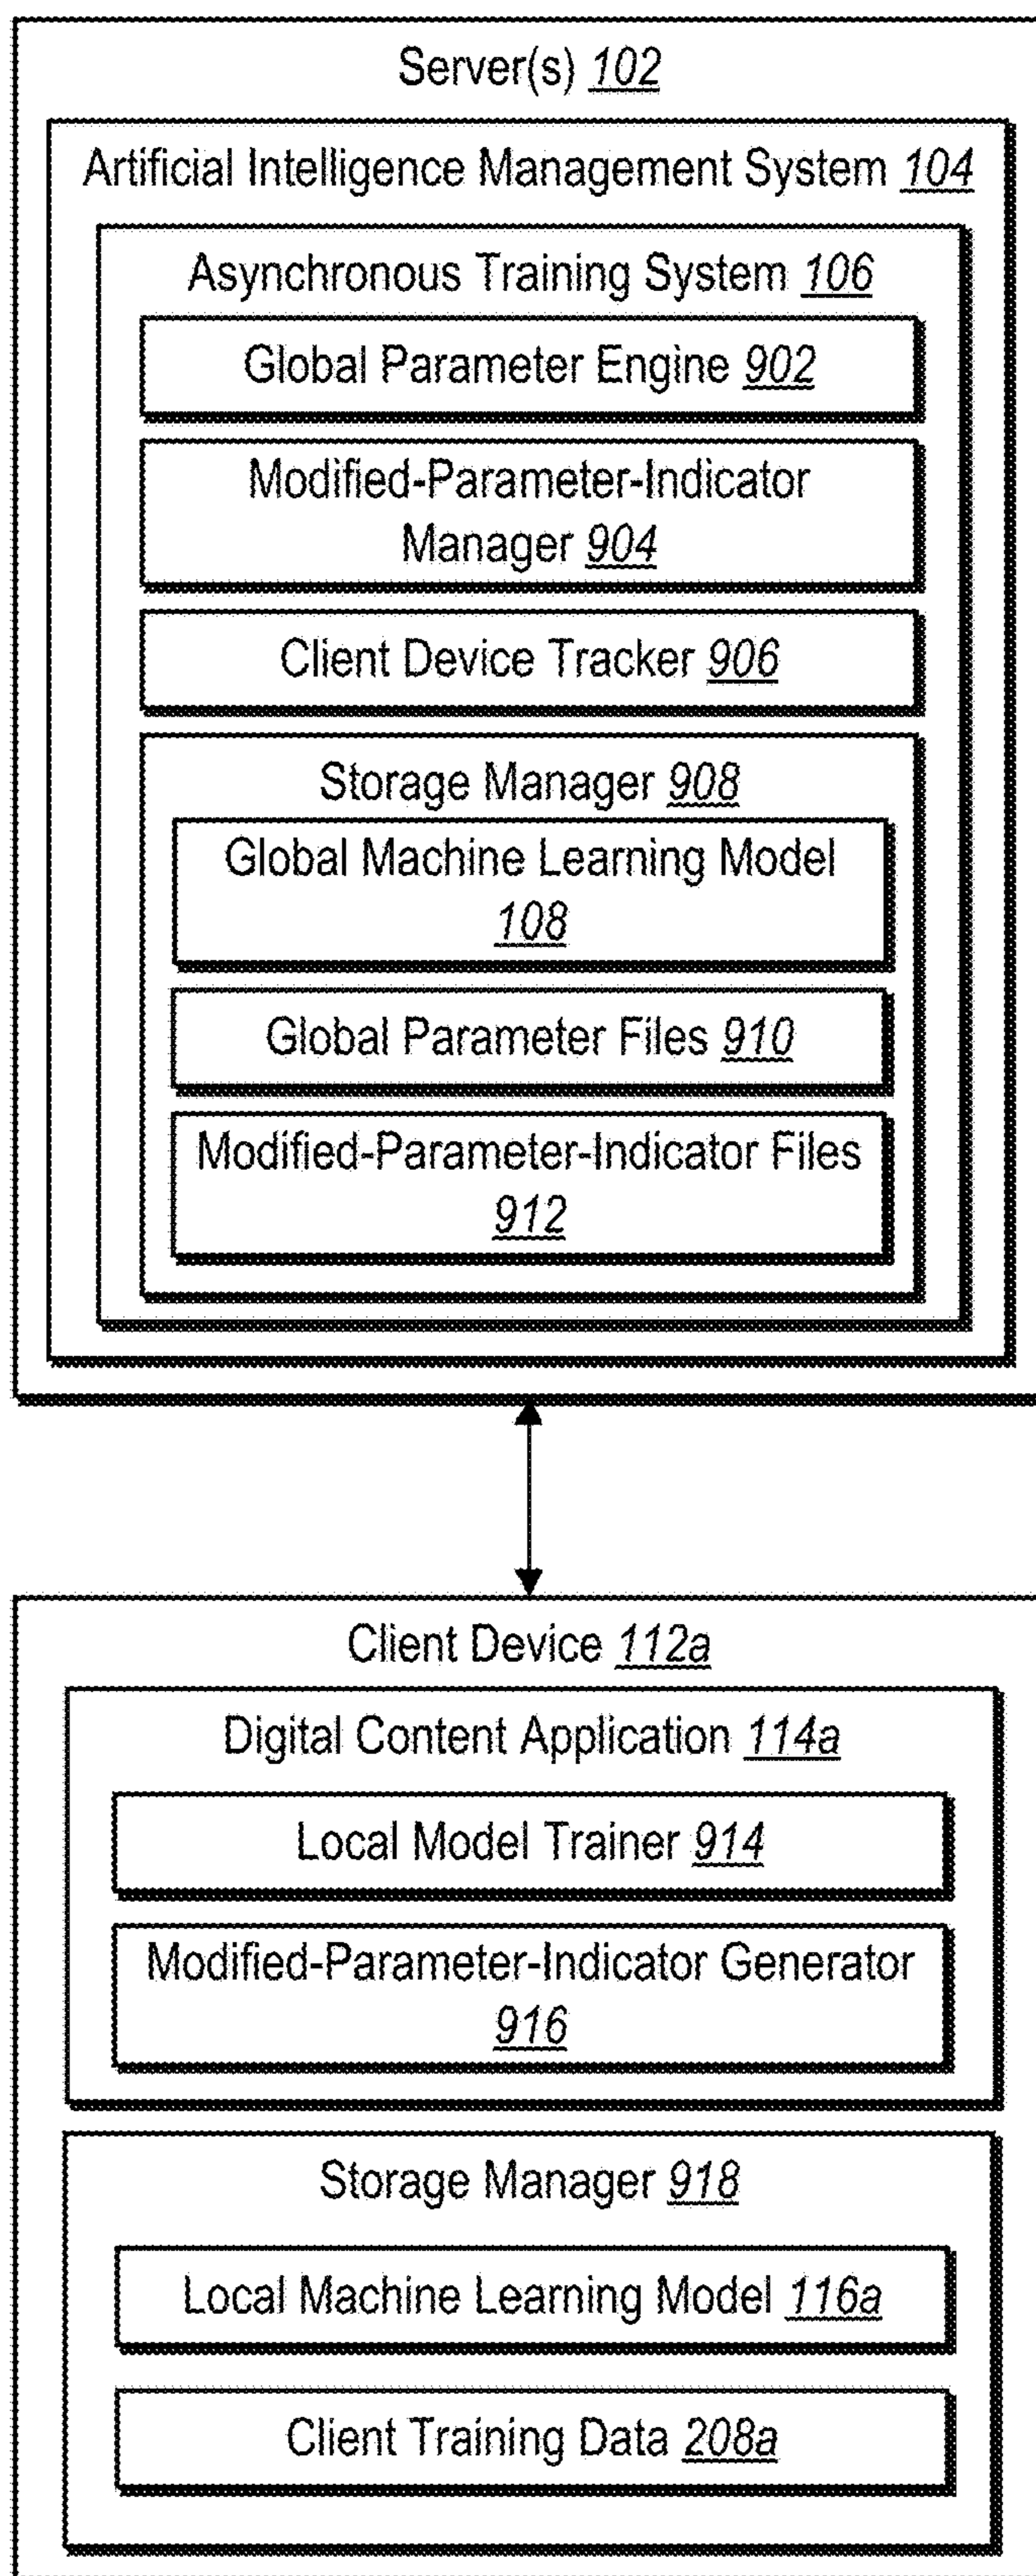 Server(s) 102
Artificial Intelligence Management System 104
Asynchronous Training System 106
Global Parameter Engine 902
Modified-Parameter-Indicator
Manager 904
Client Device Tracker 906
Storage Manager 908
Global Machine Learning Model
108
Global Parameter Files 910
Modified-Parameter-Indicator Files
912
Client Device 112a
Digital Content Application 114a
Local Model Trainer 914
Modified-Parameter-Indicator Generator
916
Storage Manager 918
Local Machine Learning Model 116a
Client Training Data 208a